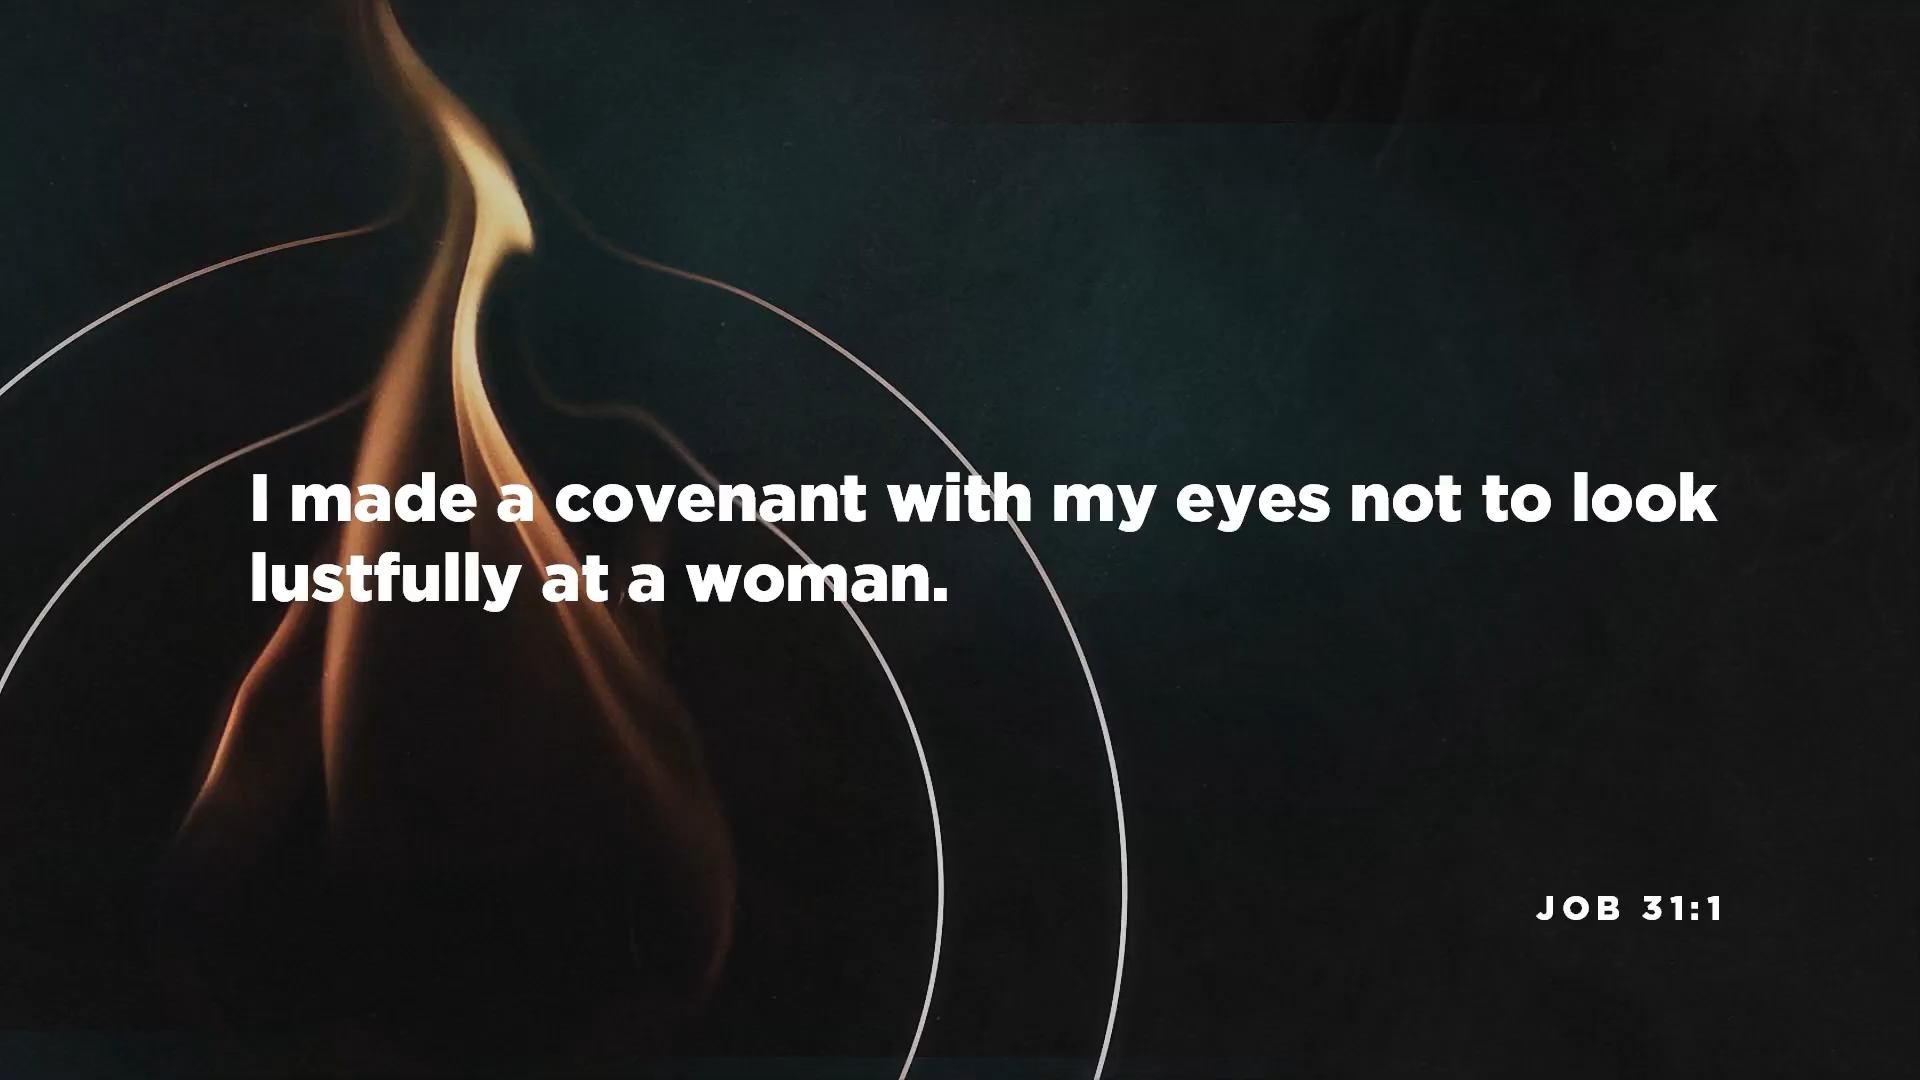 I made a covenant with my eyes not to look
lustfully at a woman.
JOB 31:1